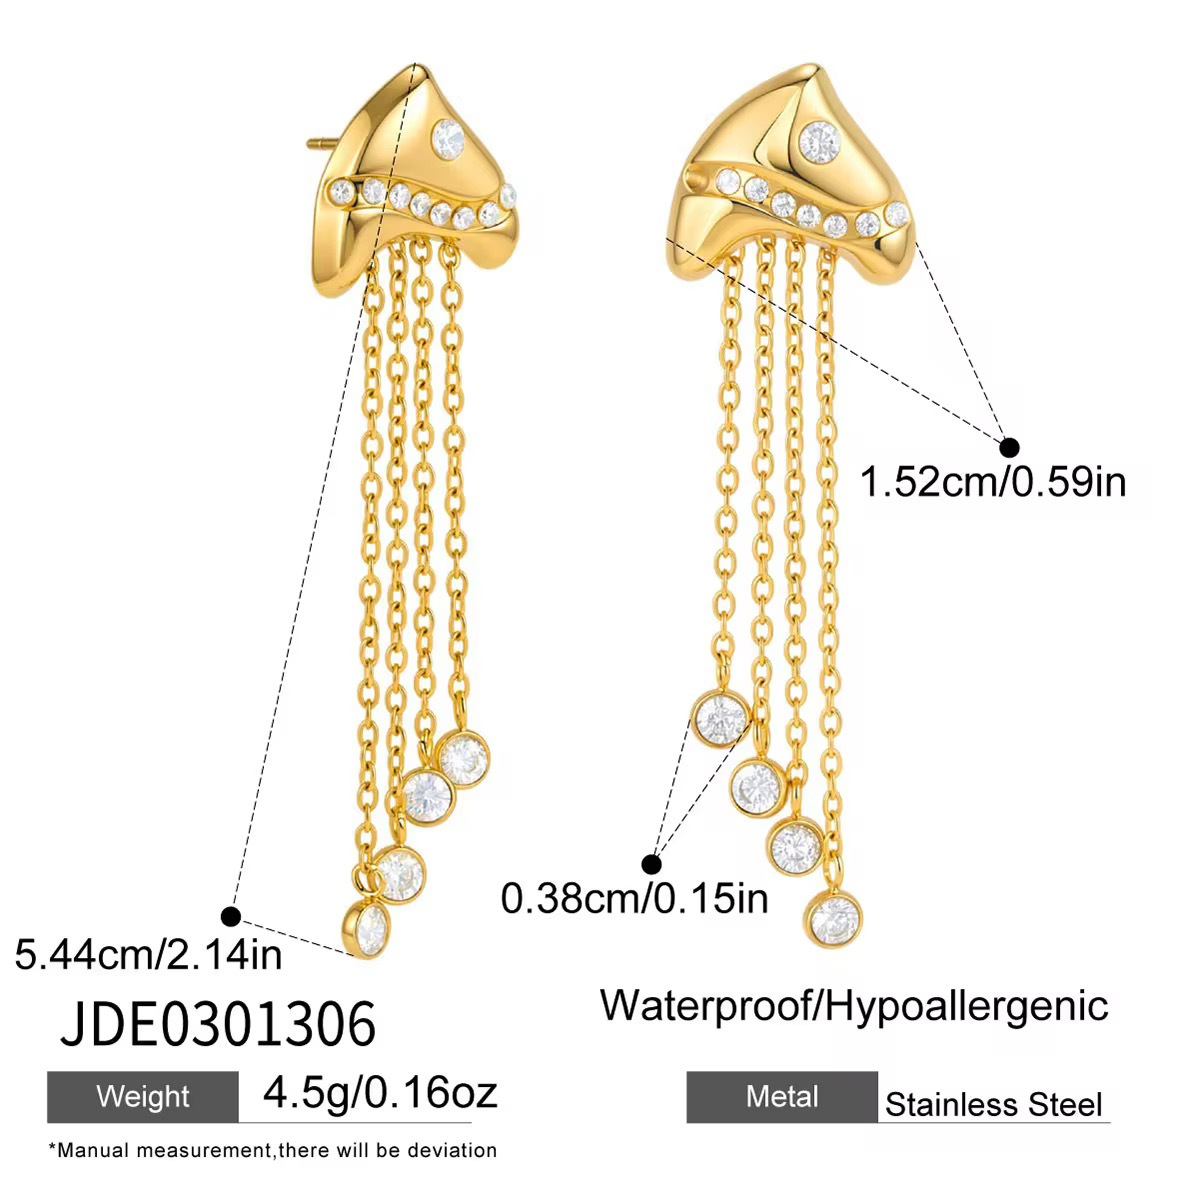 1.52cm/0.59in
0.38cm/0.15in
5.44cm/2.14in
JDE0301306
Waterproof/Hypoallergenic
Weight 4.5g/0.16oz
Metal Stainless Steel
*Manual measurement,there will be deviation